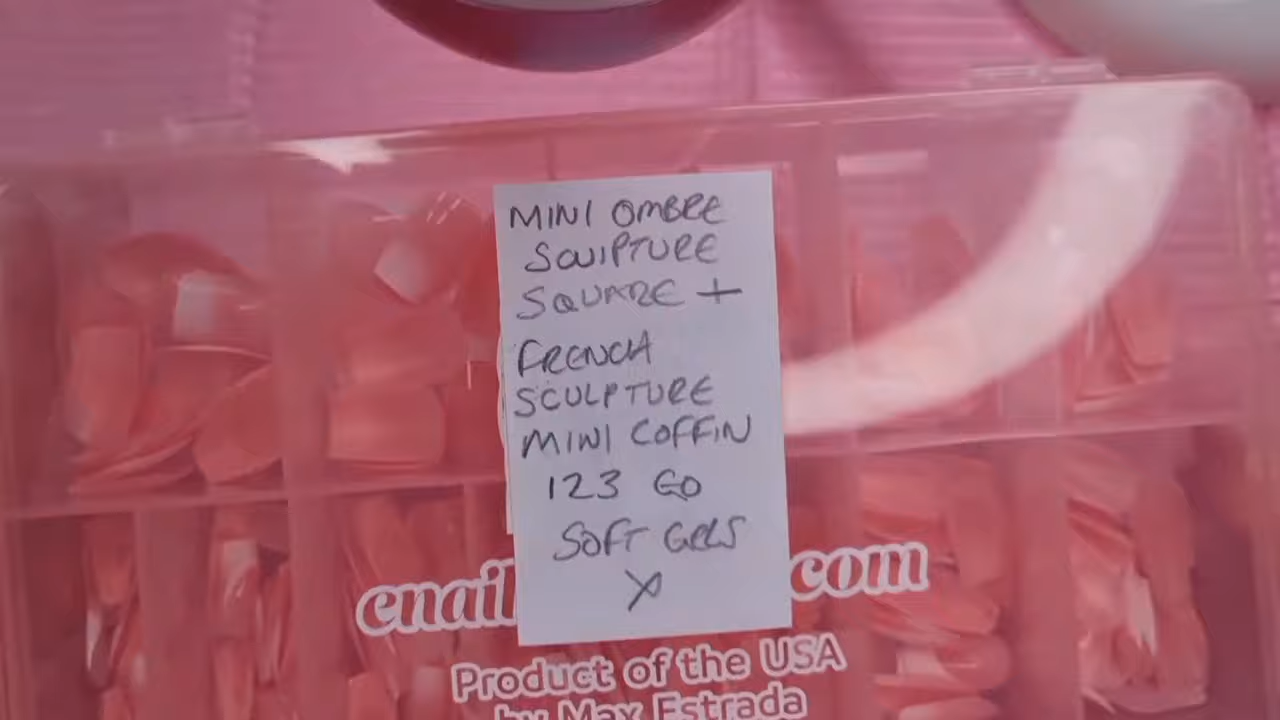 MINI OMBRE
SCULPTURE
SQUARE +
FRENCH
SCULPTURE
MINI COFFIN
123 GO
SOFT GELS
X
cnail
com
Product of the USA
by Max Estrada